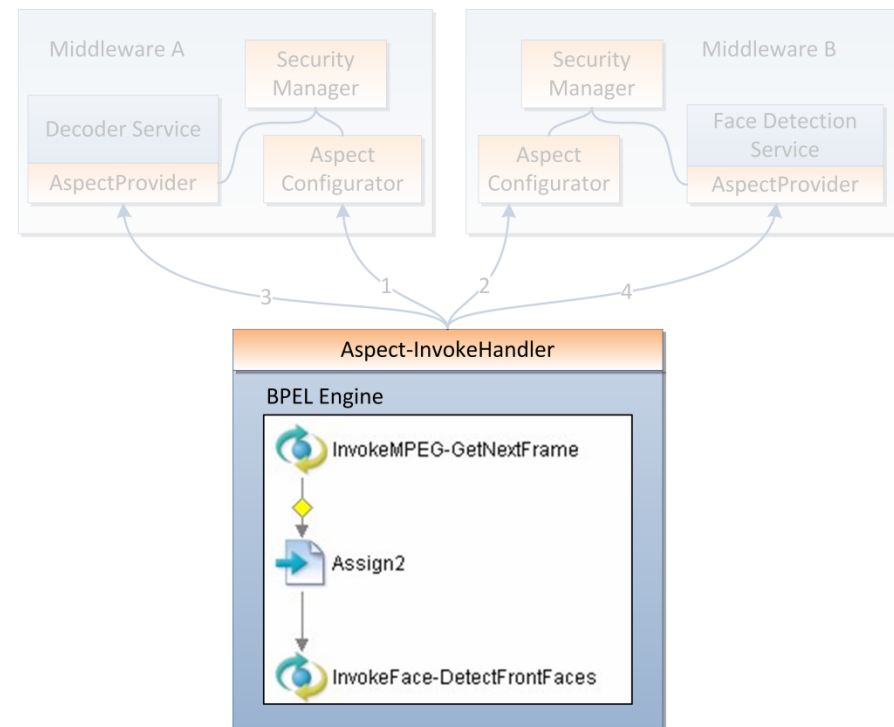 Middleware A
Security
Manager
Decoder Service
AspectProvider
Aspect
Configurator
Middleware B
Security
Manager
Aspect
Configurator
Face Detection
Service
AspectProvider
3
1
2
4
Aspect-InvokeHandler
BPEL Engine
InvokeMPEG-GetNextFrame
Assign2
InvokeFace-DetectFrontFaces